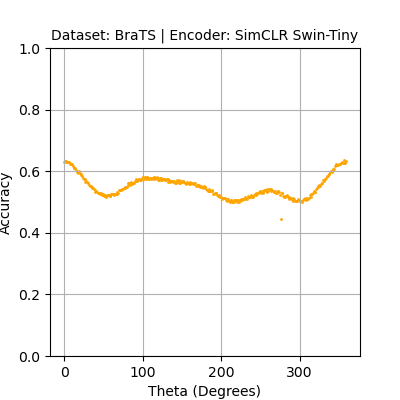 Dataset: BraTS | Encoder: SimCLR Swin-Tiny
1.0
0.8
0.6
0.4
0.2
0.0
Accuracy
0 100 200 300
Theta (Degrees)